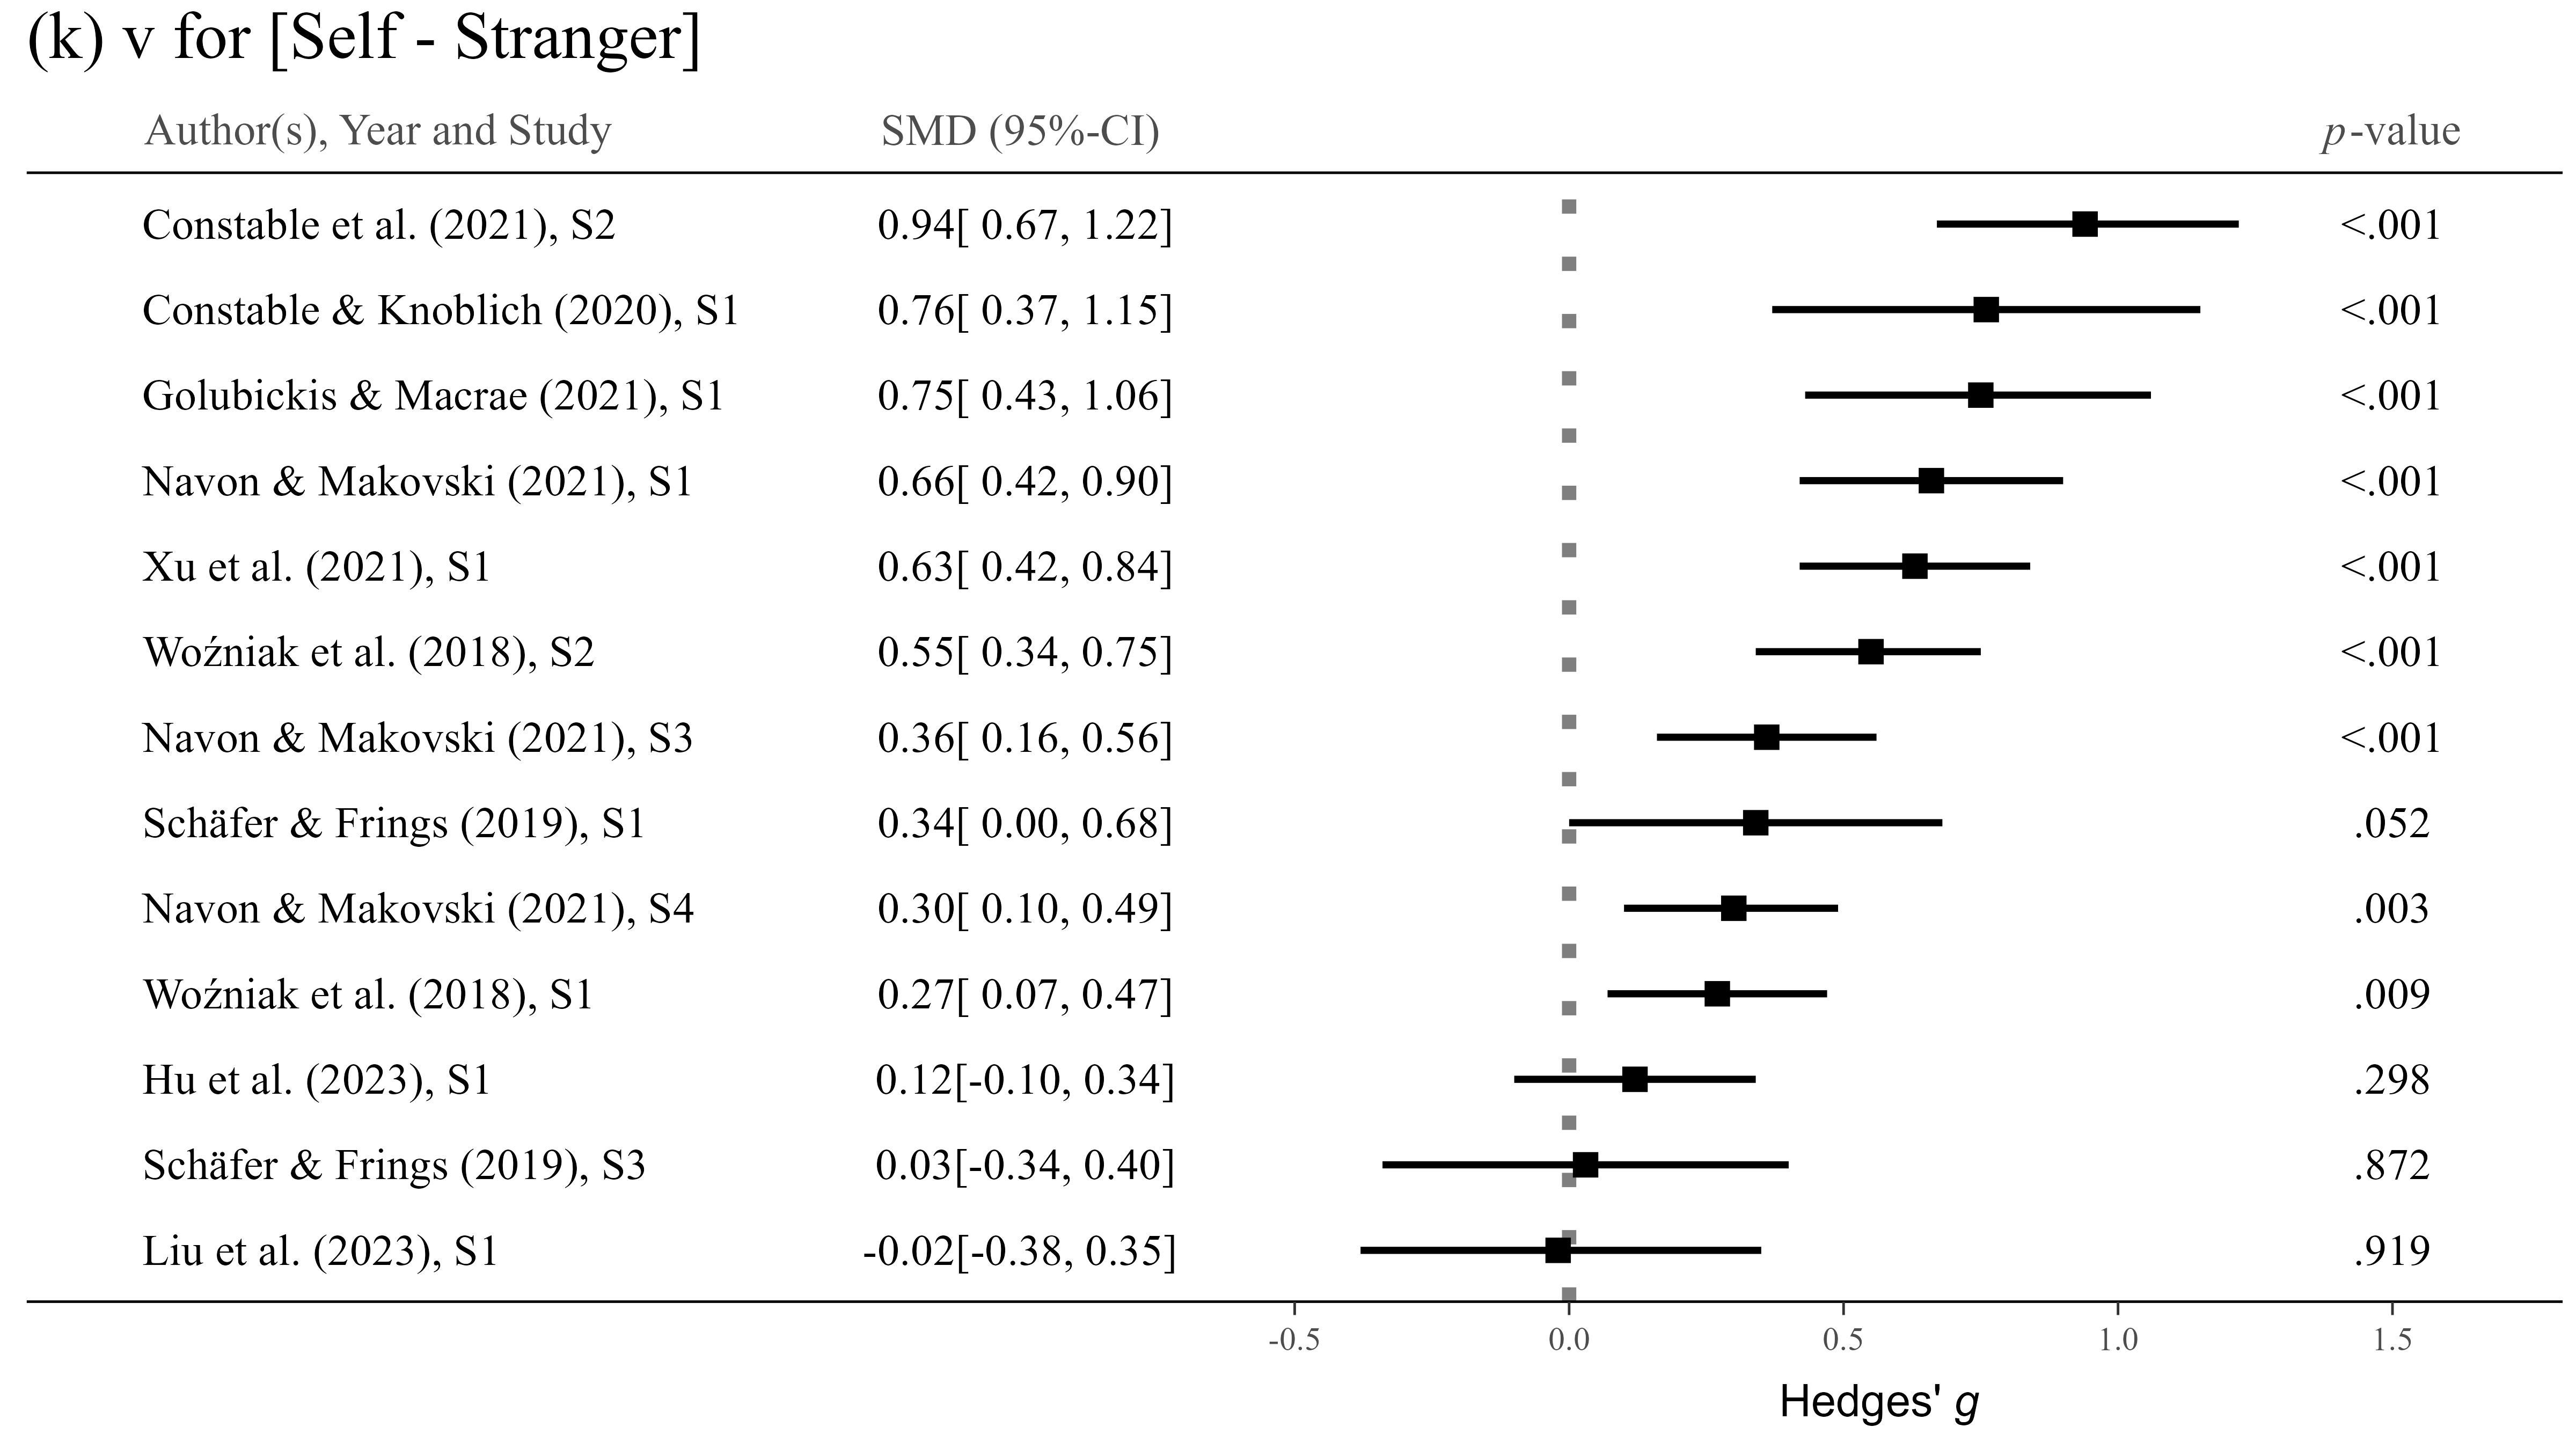 (k) v for [Self - Stranger]
Author(s), Year and Study SMD (95%-CI) p-value
Constable et al. (2021), S2 0.94[ 0.67, 1.22] <.001
Constable & Knoblich (2020), S1 0.76[ 0.37, 1.15] <.001
Golubickis & Macrae (2021), S1 0.75[ 0.43, 1.06] <.001
Navon & Makovski (2021), S1 0.66[ 0.42, 0.90] <.001
Xu et al. (2021), S1 0.63[ 0.42, 0.84] <.001
Woźniak et al. (2018), S2 0.55[ 0.34, 0.75] <.001
Navon & Makovski (2021), S3 0.36[ 0.16, 0.56] <.001
Schäfer & Frings (2019), S1 0.34[ 0.00, 0.68] .052
Navon & Makovski (2021), S4 0.30[ 0.10, 0.49] .003
Woźniak et al. (2018), S1 0.27[ 0.07, 0.47] .009
Hu et al. (2023), S1 0.12[-0.10, 0.34] .298
Schäfer & Frings (2019), S3 0.03[-0.34, 0.40] .872
Liu et al. (2023), S1 -0.02[-0.38, 0.35] .919
-0.5 0.0 0.5 1.0 1.5
Hedges' g